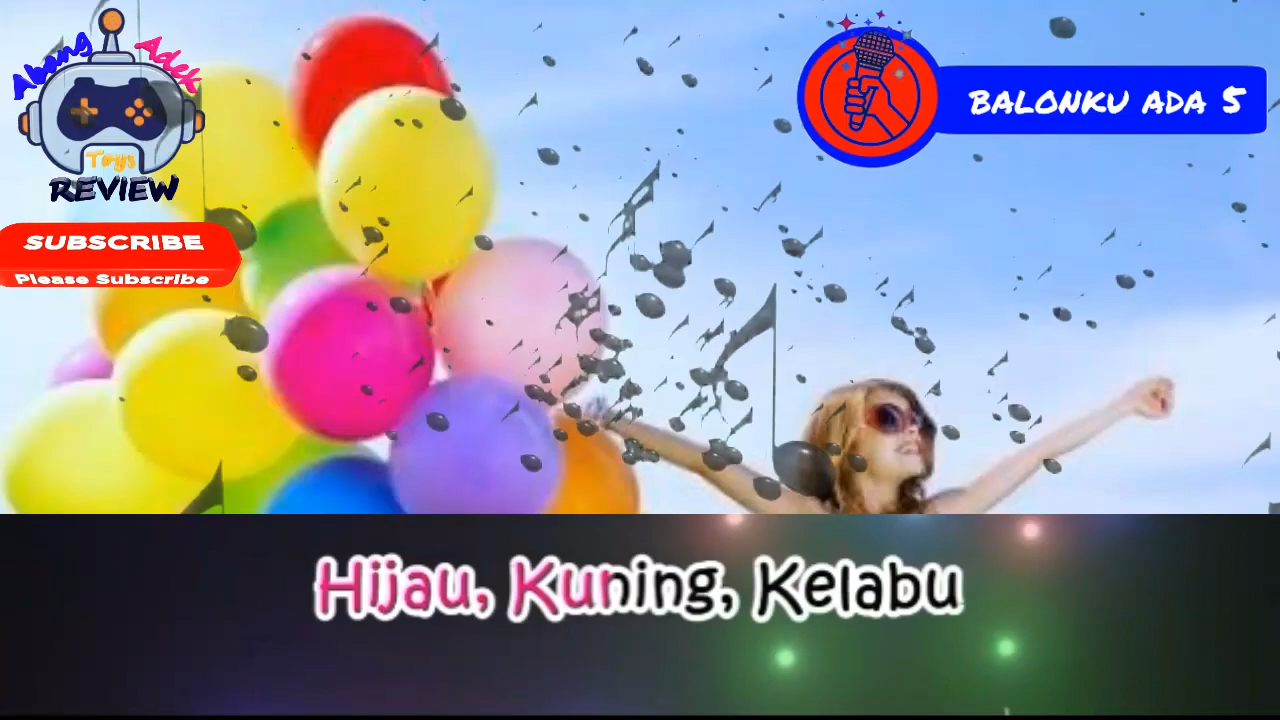 Abang Adek
Toys
REVIEW
SUBSCRIBE
Please Subscribe
BALONKU ADA 5
Hijau, Kuning, Kelabu